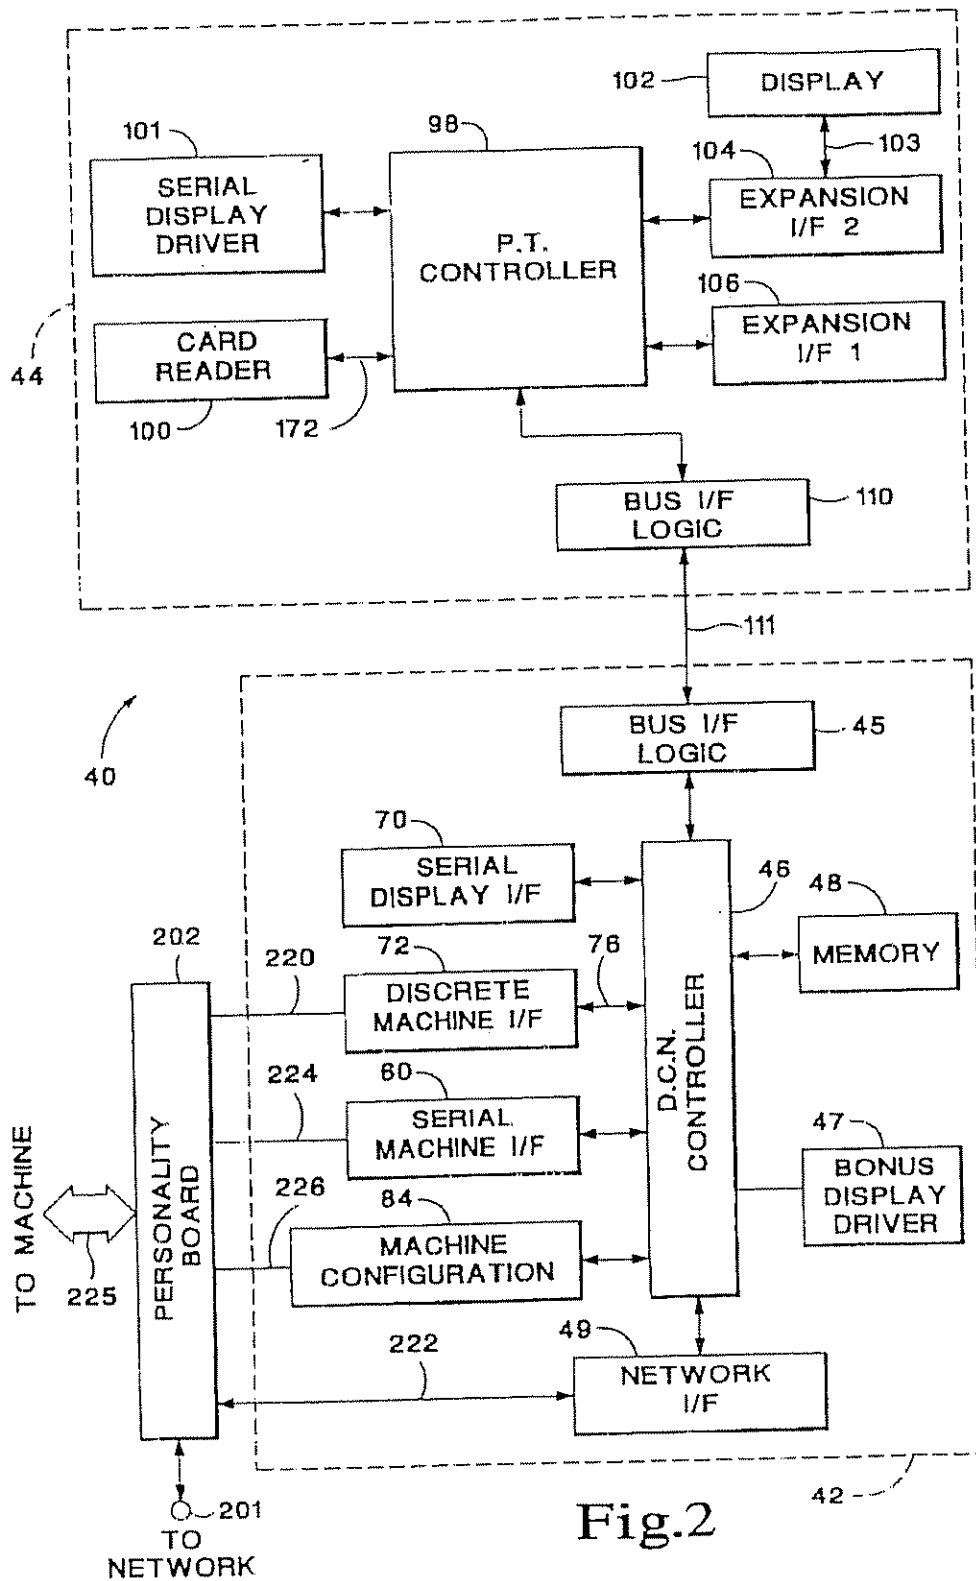 102
DISPLAY
101
98
104
103
SERIAL
DISPLAY
DRIVER
P.T.
CONTROLLER
EXPANSION
I/F 2
106
EXPANSION
I/F 1
44
CARD
READER
100
172
BUS I/F
LOGIC
110
111
40
BUS I/F
LOGIC
45
70
SERIAL
DISPLAY I/F
46
48
MEMORY
202
220
72
DISCRETE
MACHINE I/F
76
D.C.N.
CONTROLLER
224
60
SERIAL
MACHINE I/F
47
BONUS
DISPLAY
DRIVER
TO MACHINE
225
PERSONALITY
BOARD
226
84
MACHINE
CONFIGURATION
222
49
NETWORK
I/F
42
201
TO
NETWORK
Fig.2